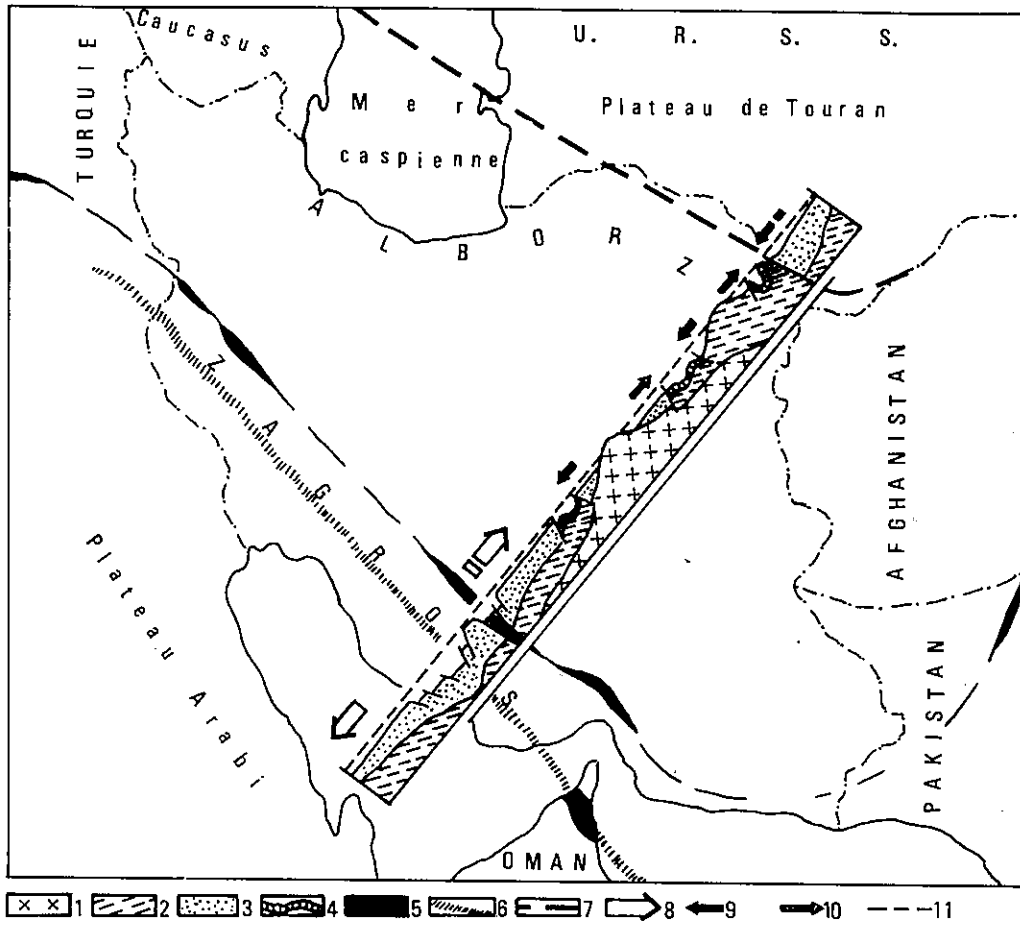 Caucasus
U. R. S. S.
TURQUIE
Mer
caspienne
Plateau de Touran
ALBORZ
ZAGROS
AFGHANISTAN
Plateau Arabi
PAKISTAN
OMAN
1 2 3 4 5 6 7 8 9 10 11